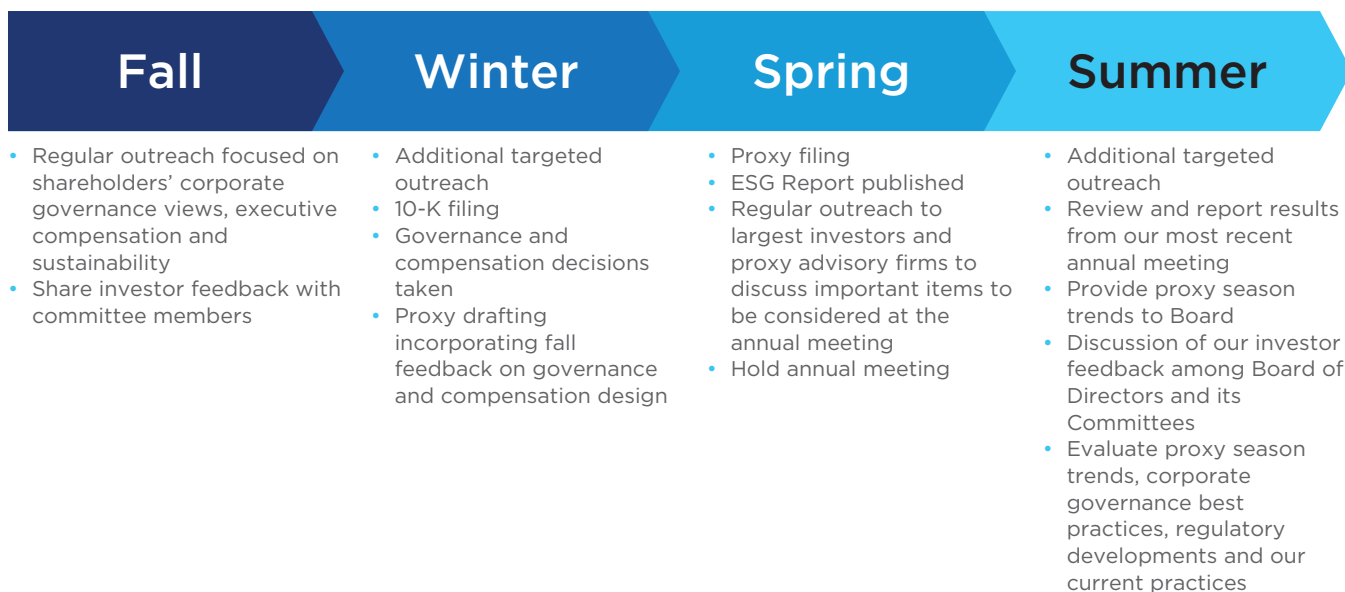 Fall
Winter
Spring
Summer
• Regular outreach focused on
shareholders’ corporate
governance views, executive
compensation and
sustainability
• Share investor feedback with
committee members
• Additional targeted
outreach
• 10-K filing
• Governance and
compensation decisions
taken
• Proxy drafting
incorporating fall
feedback on governance
and compensation design
• Proxy filing
• ESG Report published
• Regular outreach to
largest investors and
proxy advisory firms to
discuss important items to
be considered at the
annual meeting
• Hold annual meeting
• Additional targeted
outreach
• Review and report results
from our most recent
annual meeting
• Provide proxy season
trends to Board
• Discussion of our investor
feedback among Board of
Directors and its
Committees
• Evaluate proxy season
trends, corporate
governance best
practices, regulatory
developments and our
current practices